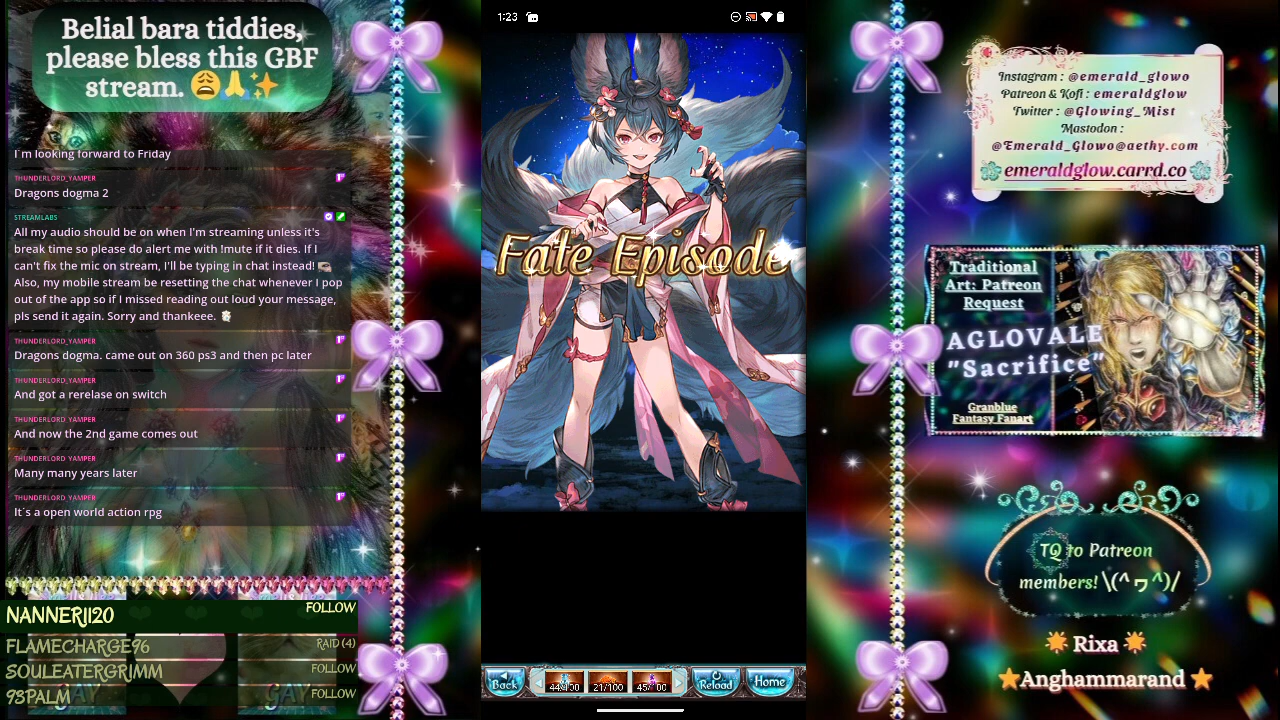 Belial bara tiddies,
please bless this GBF
stream. 😩🙏✨
I'm looking forward to Friday
THUNDERLORD_YAMPER
Dragons dogma 2
STREAMLABS
All my audio should be on when I'm streaming unless it's
break time so please do alert me with !mute if it dies. If I
can't fix the mic on stream, I'll be typing in chat instead!
Also, my mobile stream be resetting the chat whenever I pop
out of the app so if I missed reading out loud your message,
pls send it again. Sorry and thankeee.
THUNDERLORD_YAMPER
Dragons dogma. came out on 360 ps3 and then pc later
THUNDERLORD_YAMPER
And got a rerelase on switch
THUNDERLORD_YAMPER
And now the 2nd game comes out
THUNDERLORD_YAMPER
Many many years later
THUNDERLORD_YAMPER
It's a open world action rpg
NANNERJI20 FOLLOW
FLAMECHARGE96 RAID (4)
SOULEATERGRIMM FOLLOW
93PALM FOLLOW
GAY
1:23
Fate Episode
Back
44/100
21/100
45/100
Reload
Home
Instagram : @emerald_glowo
Patreon & Kofi : emeraldglow
Twitter : @Glowing_Mist
Mastodon :
@Emerald_Glowo@aethy.com
emeraldglow.carrd.co
Traditional
Art: Patreon
Request
AGLOVALE
"Sacrifice"
Granblue
Fantasy Fanart
TQ to Patreon
members! \(^ ヮ ^)/
🌟 Rixa 🌟
⭐Anghammarand ⭐